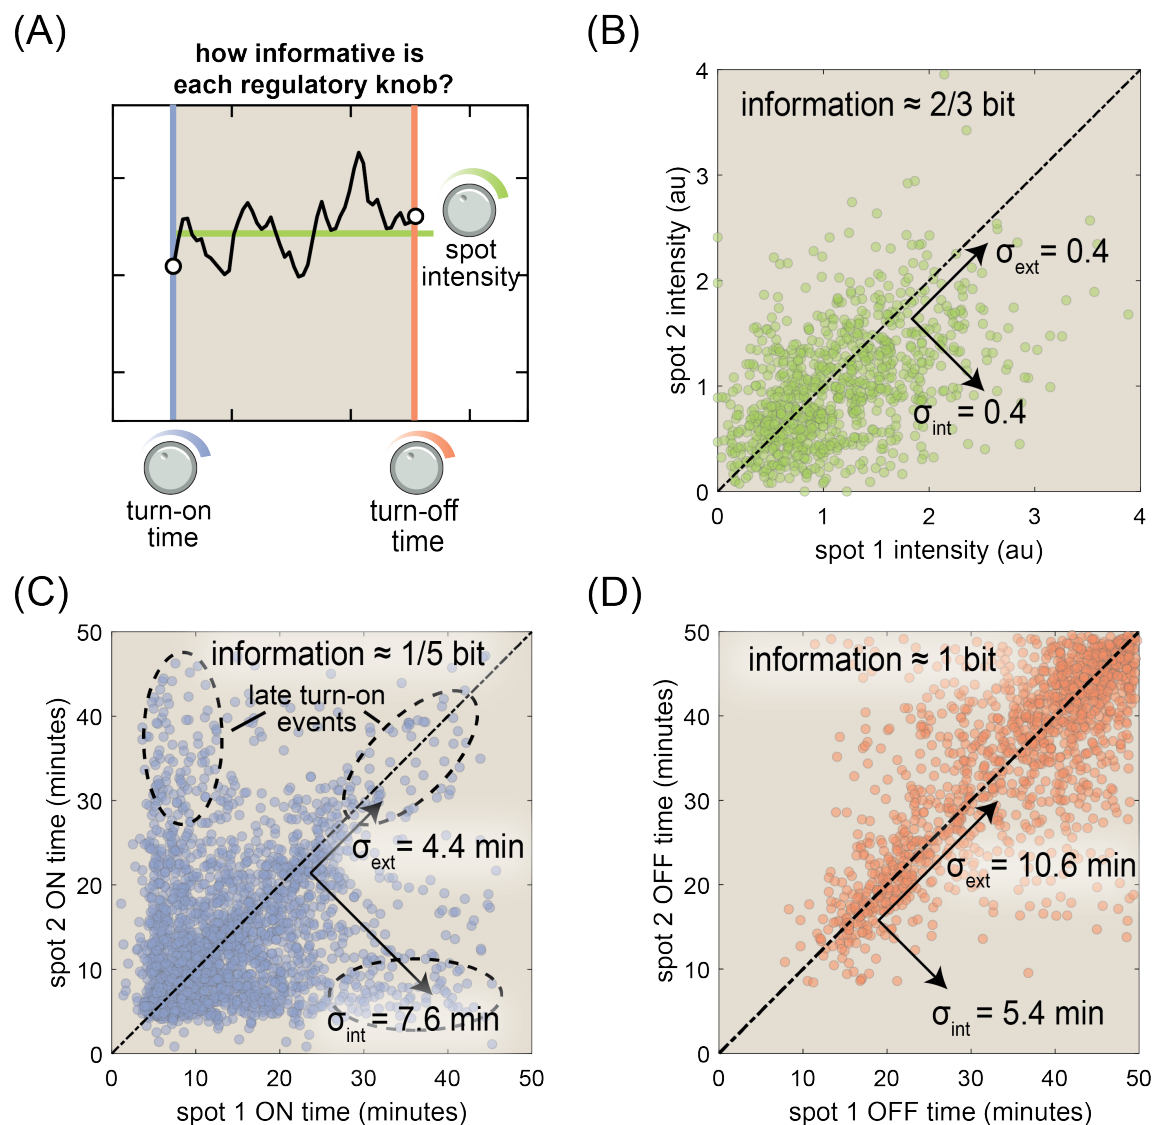 (A)
how informative is
each regulatory knob?
spot
intensity
turn-on
time
turn-off
time
(B)
information ≈ 2/3 bit
σext = 0.4
σint = 0.4
4
3
2
1
0
0 1 2 3 4
spot 2 intensity (au)
spot 1 intensity (au)
(C)
information ≈ 1/5 bit
late turn-on
events
σext = 4.4 min
σint = 7.6 min
50
40
30
20
10
0
0 10 20 30 40 50
spot 2 ON time (minutes)
spot 1 ON time (minutes)
(D)
information ≈ 1 bit
σext = 10.6 min
σint = 5.4 min
50
40
30
20
10
0
0 10 20 30 40 50
spot 2 OFF time (minutes)
spot 1 OFF time (minutes)